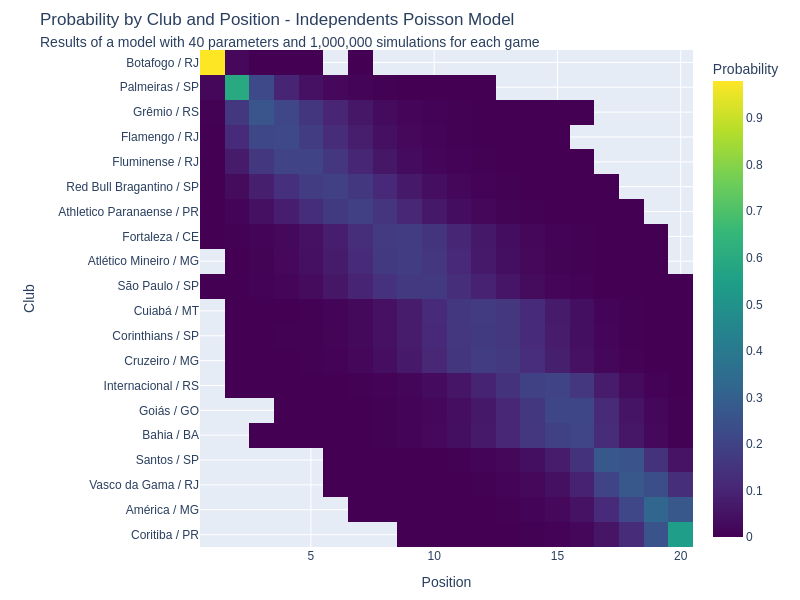 Probability by Club and Position - Independents Poisson Model
Results of a model with 40 parameters and 1,000,000 simulations for each game
Probability
Botafogo / RJ
Palmeiras / SP
Grêmio / RS
Flamengo / RJ
Fluminense / RJ
Red Bull Bragantino / SP
Athletico Paranaense / PR
Fortaleza / CE
Atlético Mineiro / MG
São Paulo / SP
Cuiabá / MT
Corinthians / SP
Cruzeiro / MG
Internacional / RS
Goiás / GO
Bahia / BA
Santos / SP
Vasco da Gama / RJ
América / MG
Coritiba / PR
Club
5
10
15
20
Position
0.9
0.8
0.7
0.6
0.5
0.4
0.3
0.2
0.1
0